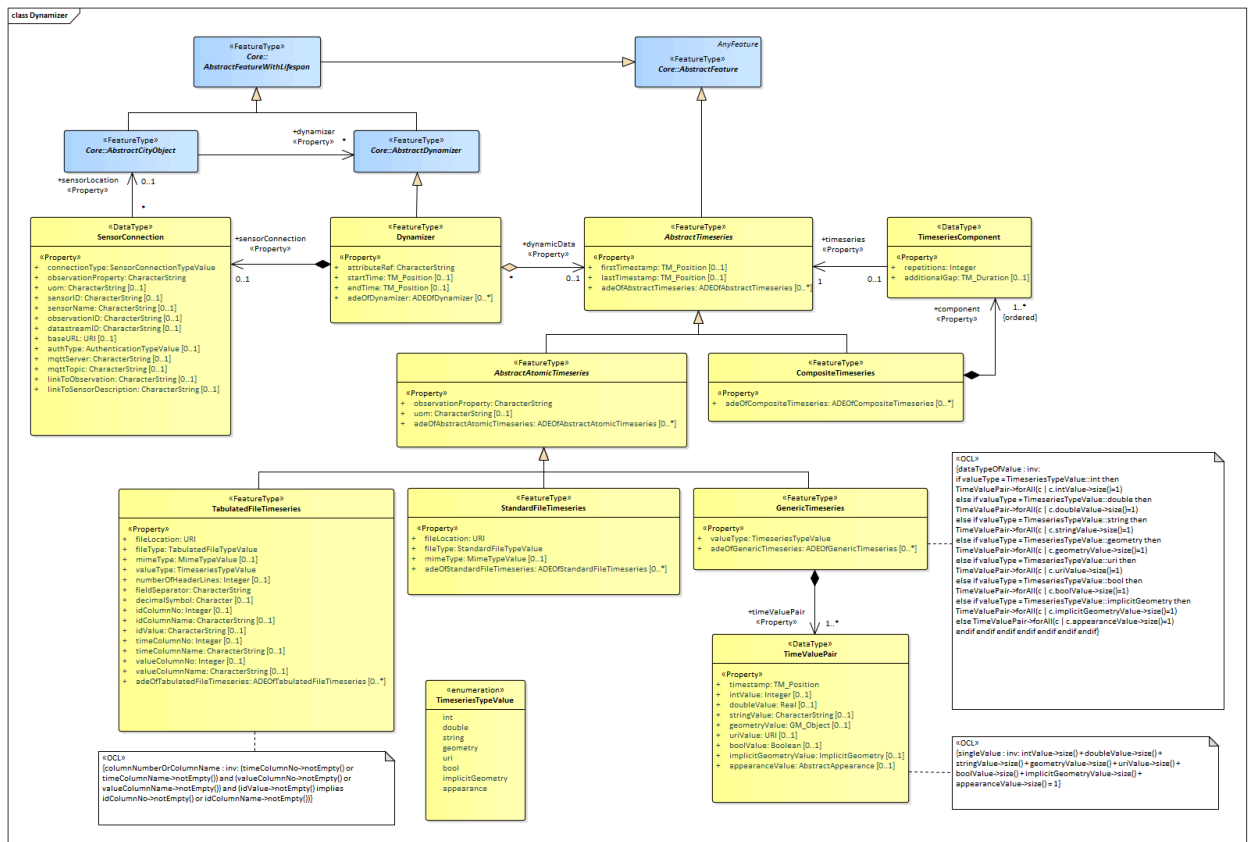 class Dynamizer
«FeatureType»
Core::
AbstractFeatureWithLifespan
AnyFeature
«FeatureType»
Core::AbstractFeature
«FeatureType»
Core::AbstractCityObject
+dynamizer
«Property»
*
«FeatureType»
Core::AbstractDynamizer
+sensorLocation
«Property»
0..1
*
«DataType»
SensorConnection
«Property»
+ connectionType: SensorConnectionTypeValue
+ observationProperty: CharacterString
+ uom: CharacterString [0..1]
+ sensorID: CharacterString [0..1]
+ sensorName: CharacterString [0..1]
+ observationID: CharacterString [0..1]
+ datastreamID: CharacterString [0..1]
+ baseURL: URI [0..1]
+ authType: AuthenticationTypeValue [0..1]
+ mqttServer: CharacterString [0..1]
+ mqttTopic: CharacterString [0..1]
+ linkToObservation: CharacterString [0..1]
+ linkToSensorDescription: CharacterString [0..1]
+sensorConnection
«Property»
0..1
«FeatureType»
Dynamizer
«Property»
+ attributeRef: CharacterString
+ startTime: TM_Position [0..1]
+ endTime: TM_Position [0..1]
+ adeOfDynamizer: ADEOfDynamizer [0..*]
+dynamicData
«Property»
*
0..1
«FeatureType»
AbstractTimeseries
«Property»
+ firstTimestamp: TM_Position [0..1]
+ lastTimestamp: TM_Position [0..1]
+ adeOfAbstractTimeseries: ADEOfAbstractTimeseries [0..*]
+timeseries
«Property»
1
0..1
«DataType»
TimeseriesComponent
«Property»
+ repetitions: Integer
+ additionalGap: TM_Duration [0..1]
+component
«Property»
1..*
{ordered}
«FeatureType»
AbstractAtomicTimeseries
«Property»
+ observationProperty: CharacterString
+ uom: CharacterString [0..1]
+ adeOfAbstractAtomicTimeseries: ADEOfAbstractAtomicTimeseries [0..*]
«FeatureType»
CompositeTimeseries
«Property»
+ adeOfCompositeTimeseries: ADEOfCompositeTimeseries [0..*]
«FeatureType»
TabulatedFileTimeseries
«Property»
+ fileLocation: URI
+ fileType: TabulatedFileTypeValue
+ mimeType: MimeTypeValue [0..1]
+ valueType: TimeseriesTypeValue
+ numberOfHeaderLines: Integer [0..1]
+ fieldSeparator: CharacterString
+ decimalSymbol: Character [0..1]
+ idColumnNo: Integer [0..1]
+ idColumnName: CharacterString [0..1]
+ idValue: CharacterString [0..1]
+ timeColumnNo: Integer [0..1]
+ timeColumnName: CharacterString [0..1]
+ valueColumnNo: Integer [0..1]
+ valueColumnName: CharacterString [0..1]
+ adeOfTabulatedFileTimeseries: ADEOfTabulatedFileTimeseries [0..*]
«FeatureType»
StandardFileTimeseries
«Property»
+ fileLocation: URI
+ fileType: StandardFileTypeValue
+ mimeType: MimeTypeValue [0..1]
+ adeOfStandardFileTimeseries: ADEOfStandardFileTimeseries [0..*]
«FeatureType»
GenericTimeseries
«Property»
+ valueType: TimeseriesTypeValue
+ adeOfGenericTimeseries: ADEOfGenericTimeseries [0..*]
«OCL»
{dataTypeOfValue : inv:
if valueType = TimeseriesTypeValue::int then
TimeValuePair->forAll(c | c.intValue->size()=1)
else if valueType = TimeseriesTypeValue::double then
TimeValuePair->forAll(c | c.doubleValue->size()=1)
else if valueType = TimeseriesTypeValue::string then
TimeValuePair->forAll(c | c.stringValue->size()=1)
else if valueType = TimeseriesTypeValue::geometry then
TimeValuePair->forAll(c | c.geometryValue->size()=1)
else if valueType = TimeseriesTypeValue::uri then
TimeValuePair->forAll(c | c.uriValue->size()=1)
else if valueType = TimeseriesTypeValue::bool then
TimeValuePair->forAll(c | c.boolValue->size()=1)
else if valueType = TimeseriesTypeValue::implicitGeometry then
TimeValuePair->forAll(c | c.implicitGeometryValue->size()=1)
else TimeValuePair->forAll(c | c.appearanceValue->size()=1)
endif endif endif endif endif endif endif}
+timeValuePair
«Property»
1..*
«DataType»
TimeValuePair
«Property»
+ timestamp: TM_Position
+ intValue: Integer [0..1]
+ doubleValue: Real [0..1]
+ stringValue: CharacterString [0..1]
+ geometryValue: GM_Object [0..1]
+ uriValue: URI [0..1]
+ boolValue: Boolean [0..1]
+ implicitGeometryValue: ImplicitGeometry [0..1]
+ appearanceValue: AbstractAppearance [0..1]
«enumeration»
TimeseriesTypeValue
int
double
string
geometry
uri
bool
implicitGeometry
appearance
«OCL»
{singleValue : inv: intValue->size() + doubleValue->size() +
stringValue->size() + geometryValue->size() + uriValue->size() +
boolValue->size() + implicitGeometryValue->size() +
appearanceValue->size() = 1}
«OCL»
{columnNumberOrColumnName : inv: (timeColumnNo->notEmpty() or
timeColumnName->notEmpty()) and (valueColumnNo->notEmpty() or
valueColumnName->notEmpty()) and (idValue->notEmpty() implies
idColumnNo->notEmpty() or idColumnName->notEmpty())}